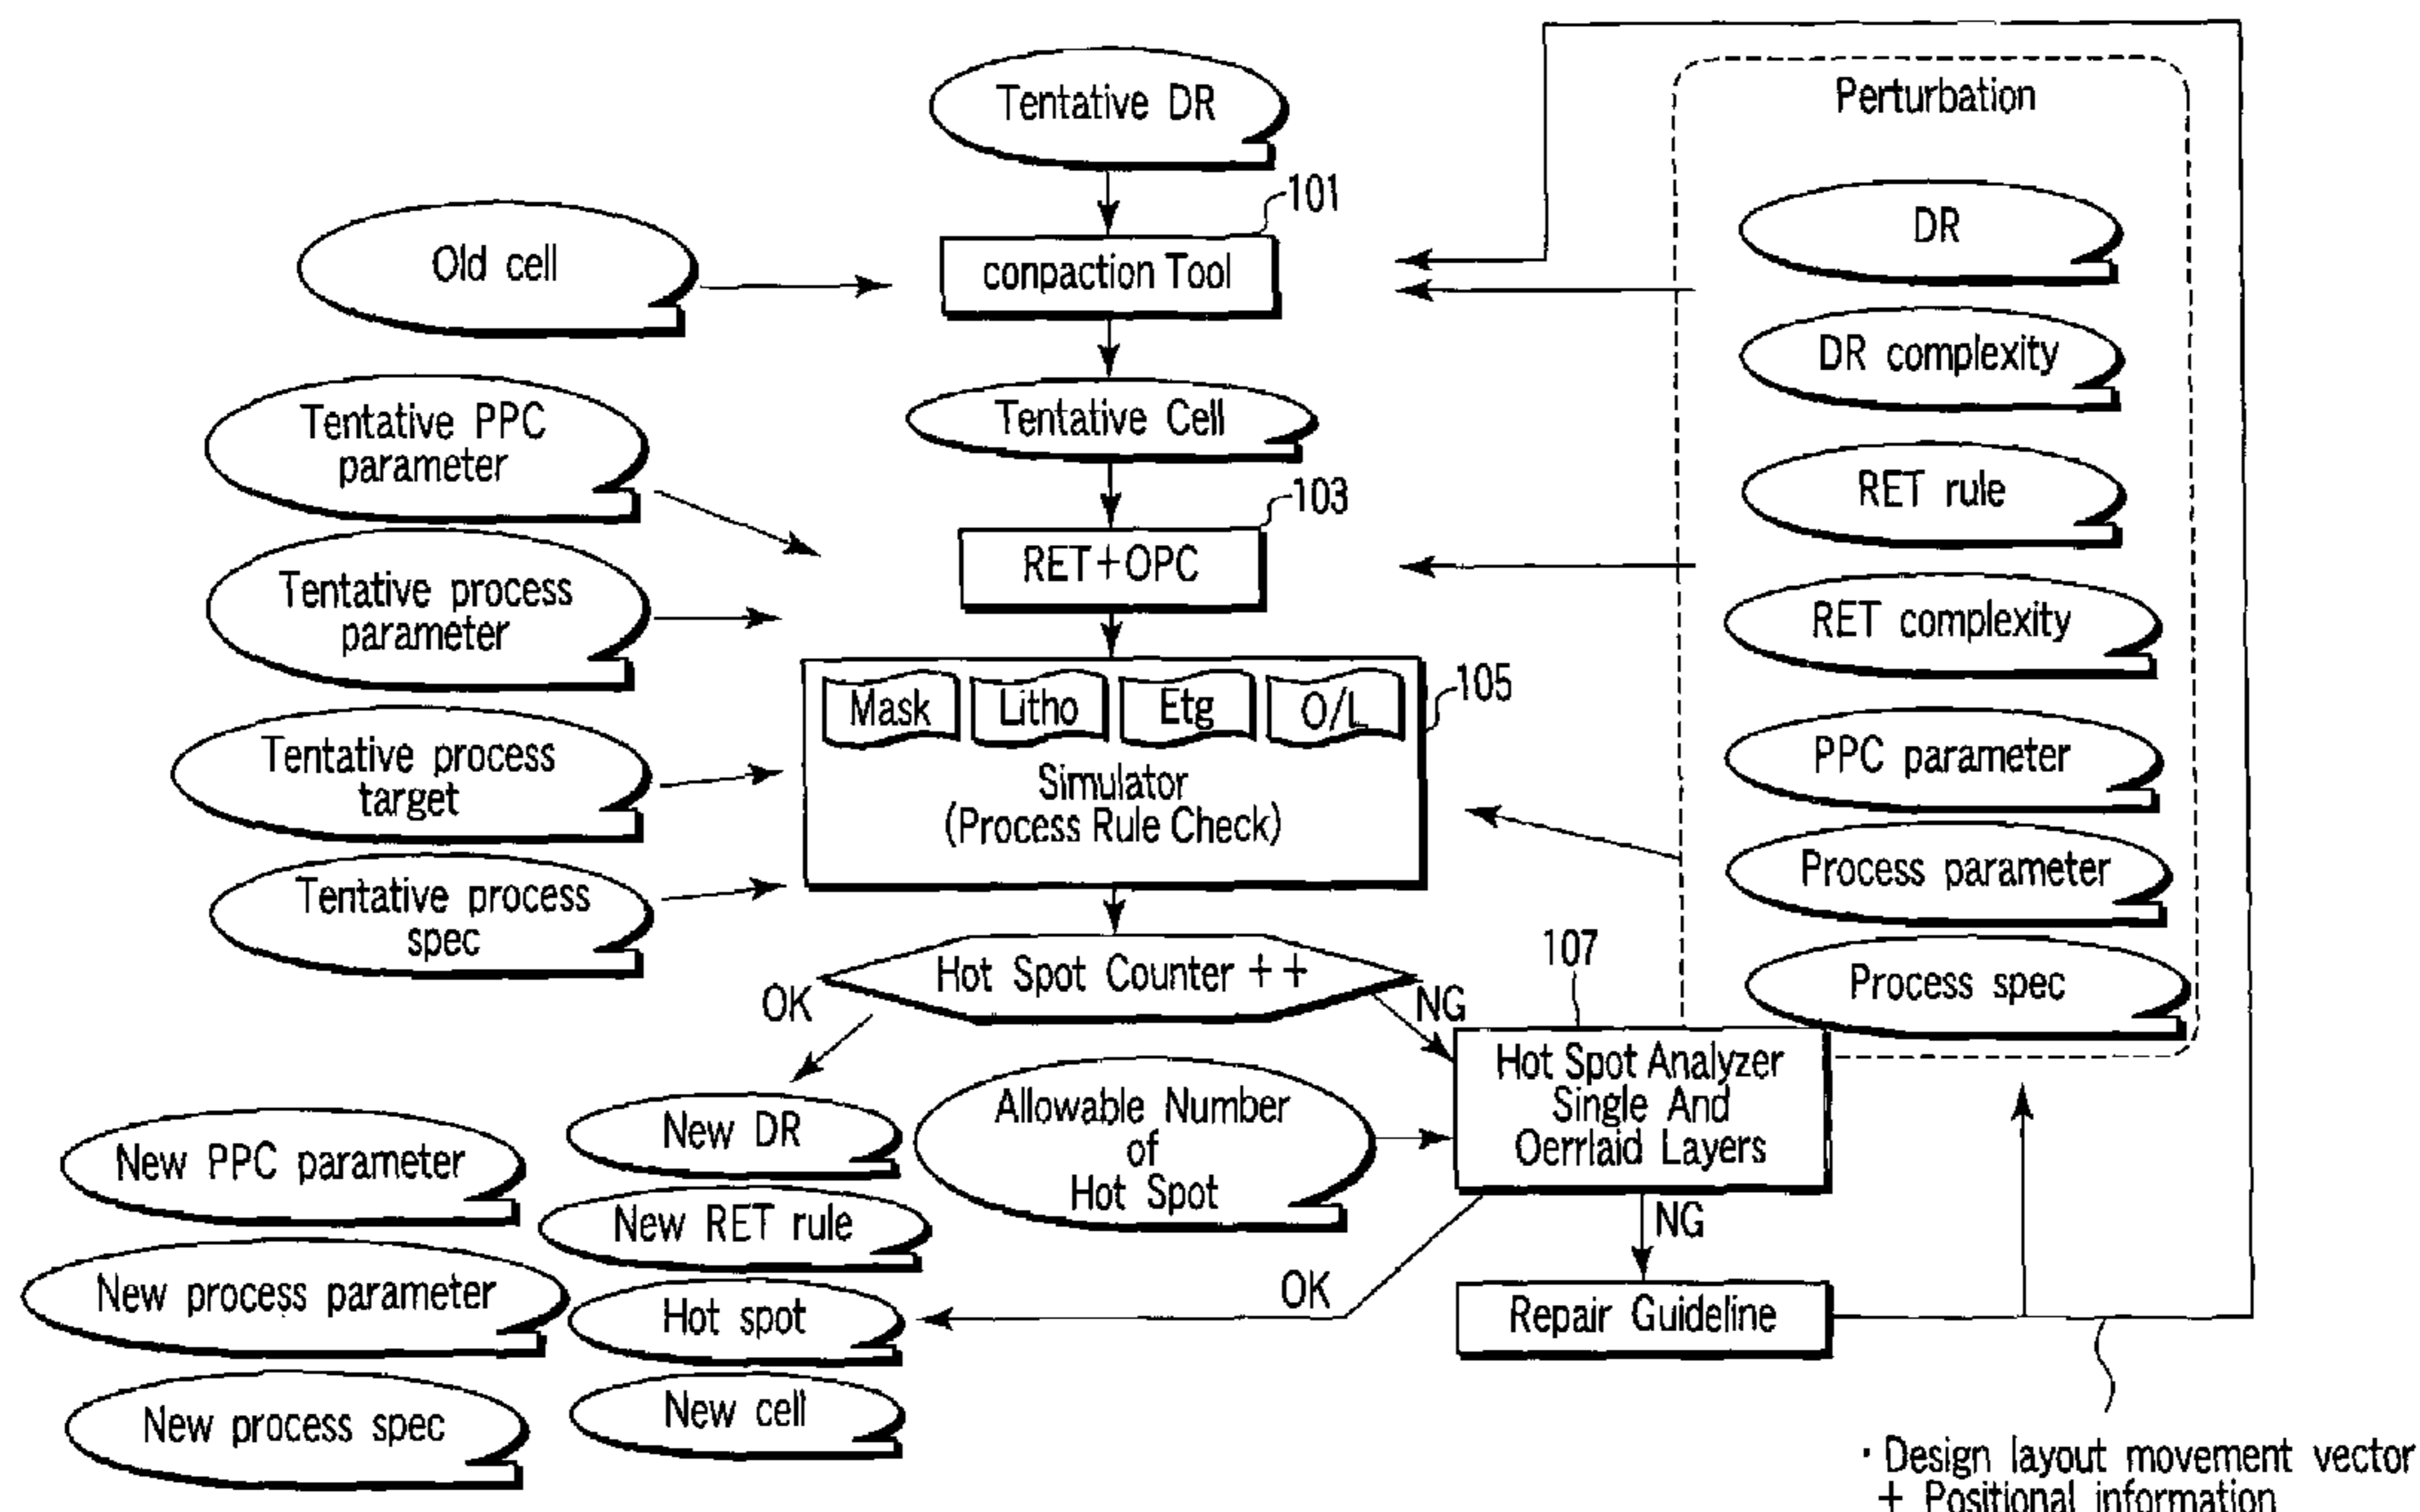 Tentative DR
Perturbation
101
Old cell
conpaction Tool
DR
DR complexity
Tentative PPC
parameter
Tentative Cell
103
RET rule
RET+OPC
Tentative process
parameter
RET complexity
Mask
Litho
Etg
O/L
105
Simulator
(Process Rule Check)
Tentative process
target
PPC parameter
Process parameter
Tentative process
spec
Hot Spot Counter ++
OK
NG
107
Process spec
Hot Spot Analyzer
Single And
Oerrlaid Layers
Allowable Number
of
Hot Spot
New DR
New PPC parameter
New RET rule
NG
New process parameter
Hot spot
OK
Repair Guideline
New process spec
New cell
· Design layout movement vector
+ Positional information